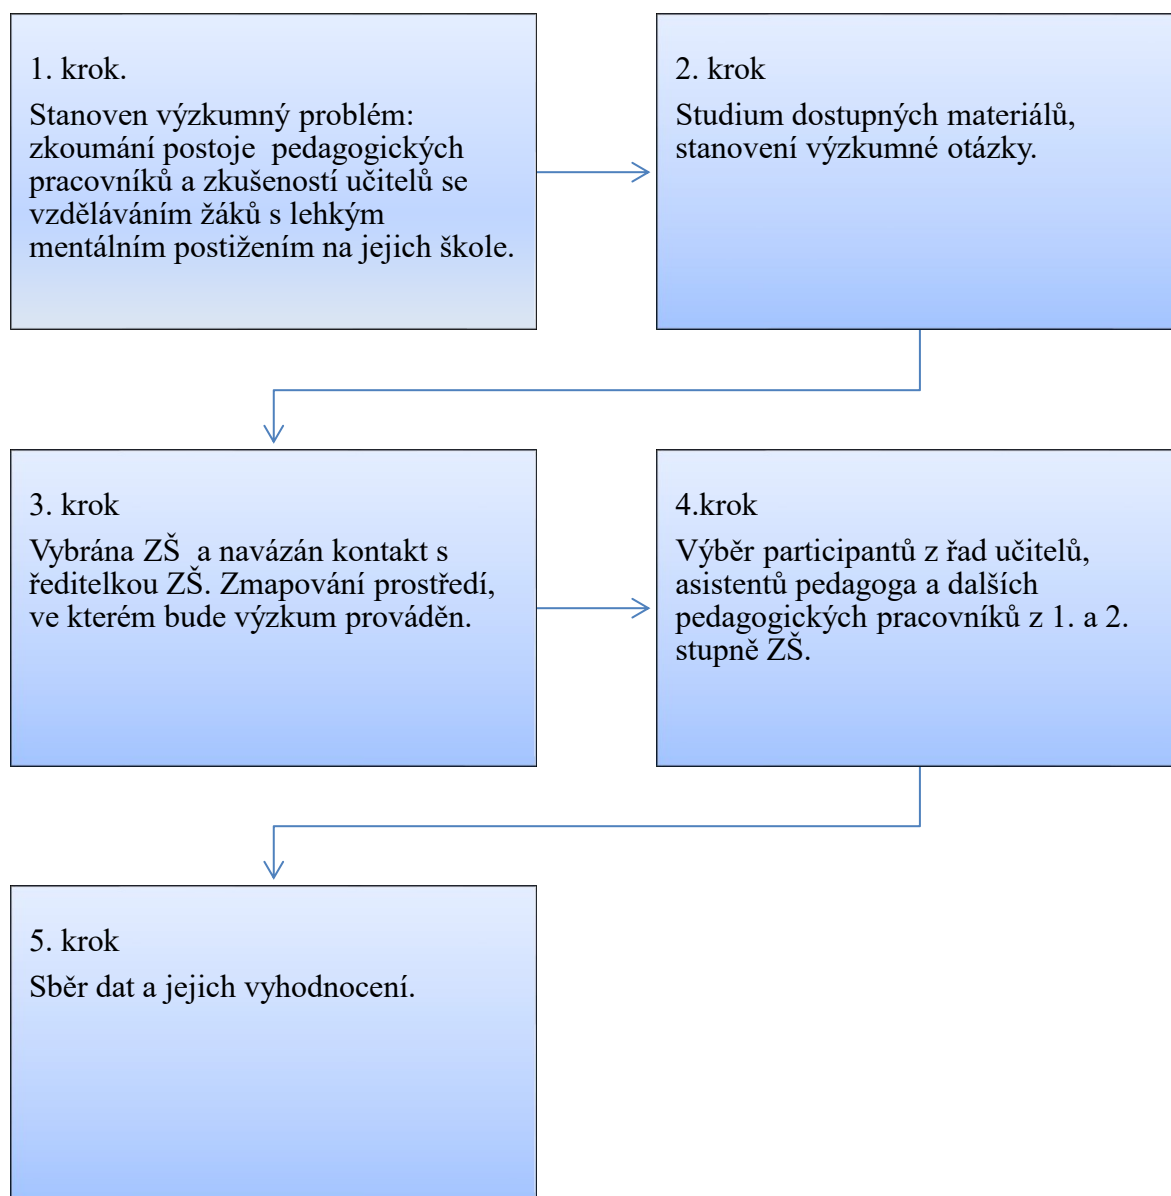 1. krok.
Stanoven výzkumný problém:
zkoumání postoje  pedagogických
pracovníků a zkušeností učitelů se
vzděláváním žáků s lehkým
mentálním postižením na jejich škole.
2. krok
Studium dostupných materiálů,
stanovení výzkumné otázky.
3. krok
Vybrána ZŠ  a navázán kontakt s
ředitelkou ZŠ. Zmapování prostředí,
ve kterém bude výzkum prováděn.
4.krok
Výběr participantů z řad učitelů,
asistentů pedagoga a dalších
pedagogických pracovníků z 1. a 2.
stupně ZŠ.
5. krok
Sběr dat a jejich vyhodnocení.